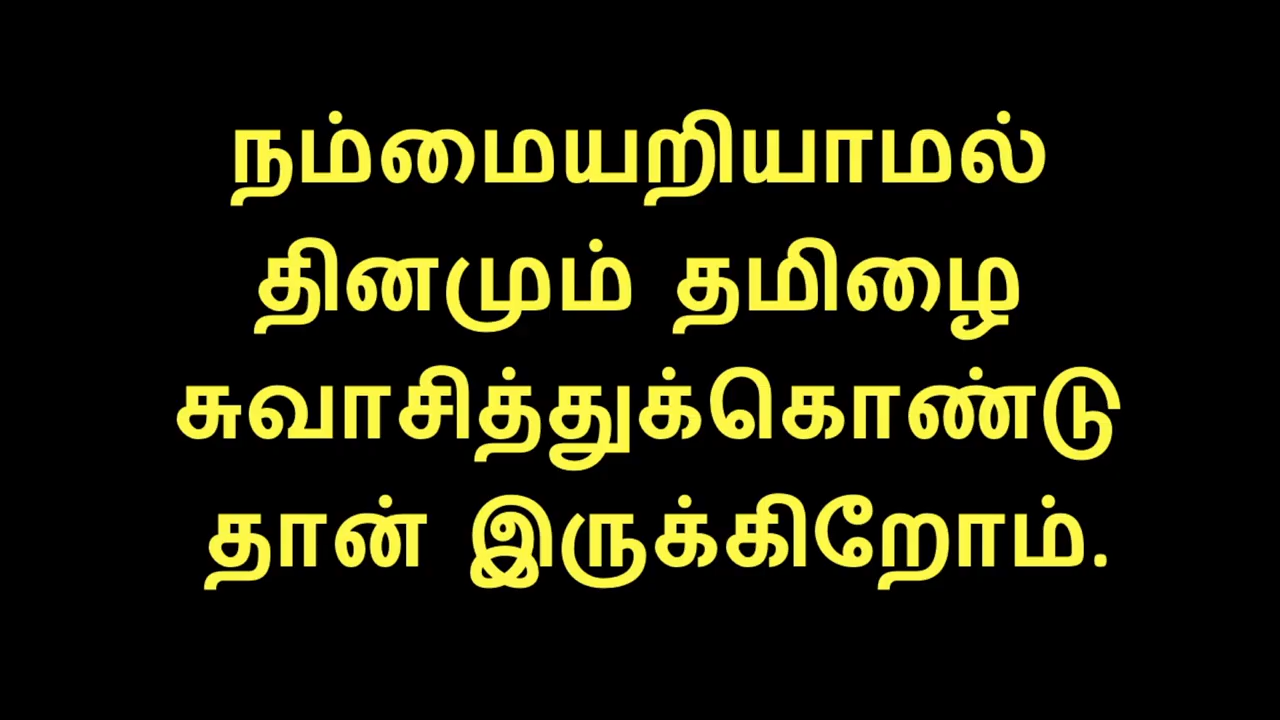 நம்மையறியாமல்
தினமும் தமிழை
சுவாசித்துக்கொண்டு
தான் இருக்கிறோம்.